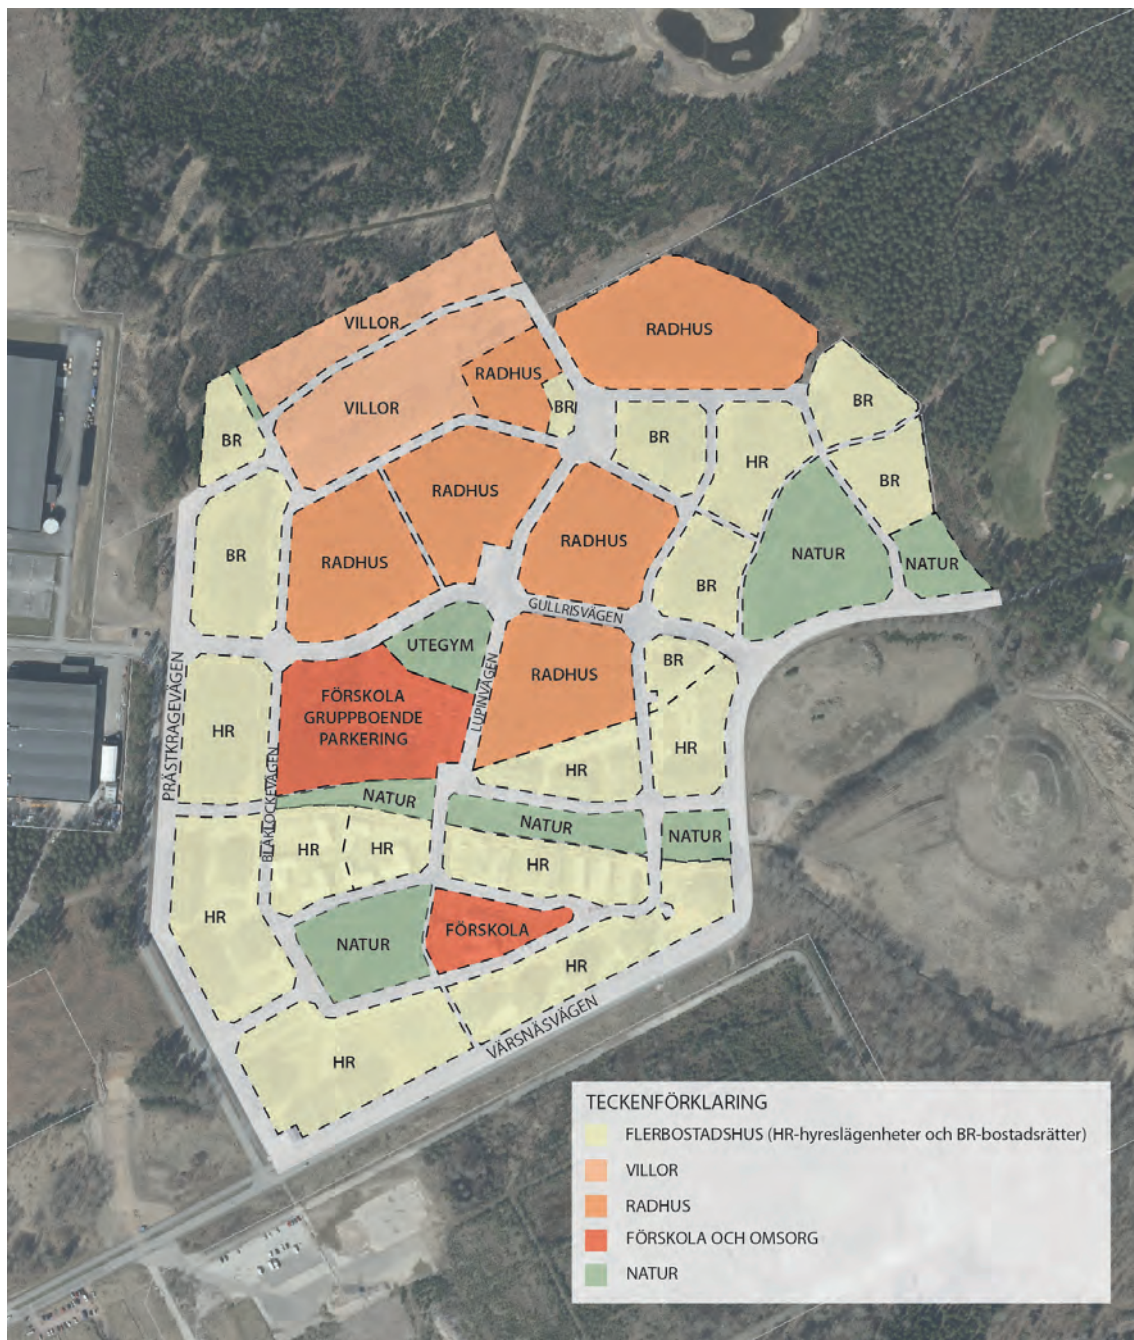 VILLOR
RADHUS
RADHUS
VILLOR
BR
BR
BR
BR
HR
BR
RADHUS
BR
RADHUS
RADHUS
NATUR
NATUR
BR
GULLRISVÄGEN
UTEGYM
BR
RADHUS
LUPINVÄGEN
FÖRSKOLA
GRUPPBOENDE
PARKERING
PRÄSTKRAGEVÄGEN
HR
HR
HR
BLÅKLOCKEVÄGEN
NATUR
NATUR
NATUR
HR
HR
HR
HR
FÖRSKOLA
NATUR
HR
VÄRSNÄSVÄGEN
HR
TECKENFÖRKLARING
FLERBOSTADSHUS (HR-hyreslägenheter och BR-bostadsrätter)
VILLOR
RADHUS
FÖRSKOLA OCH OMSORG
NATUR